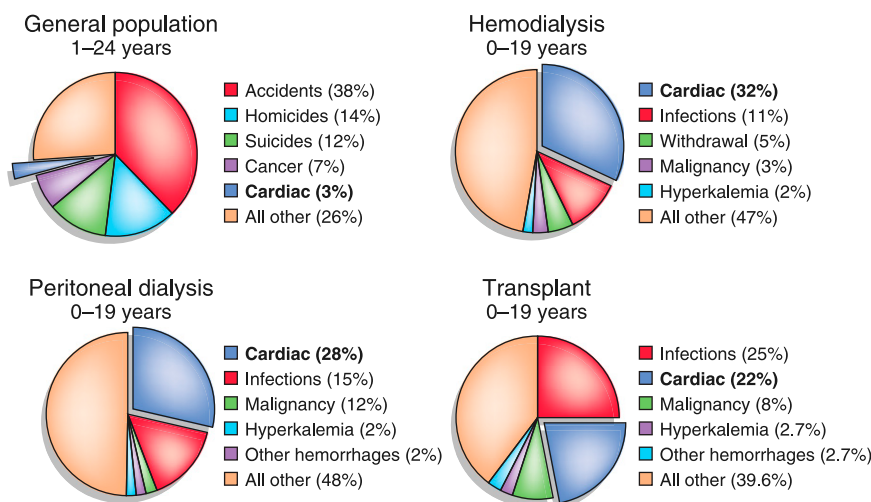 General population
1–24 years
Accidents (38%)
Homicides (14%)
Suicides (12%)
Cancer (7%)
Cardiac (3%)
All other (26%)
Hemodialysis
0–19 years
Cardiac (32%)
Infections (11%)
Withdrawal (5%)
Malignancy (3%)
Hyperkalemia (2%)
All other (47%)
Peritoneal dialysis
0–19 years
Cardiac (28%)
Infections (15%)
Malignancy (12%)
Hyperkalemia (2%)
Other hemorrhages (2%)
All other (48%)
Transplant
0–19 years
Infections (25%)
Cardiac (22%)
Malignancy (8%)
Hyperkalemia (2.7%)
Other hemorrhages (2.7%)
All other (39.6%)